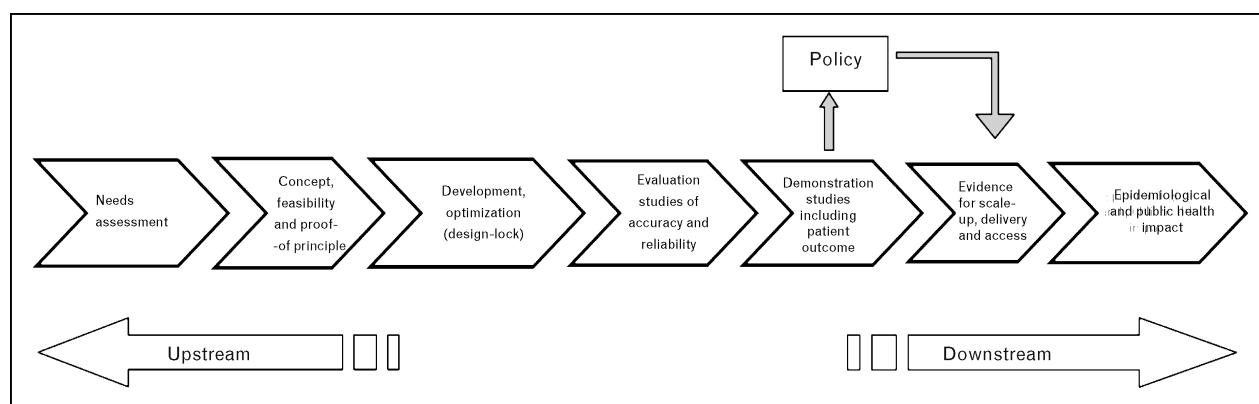 Policy
Needs
assessment
Concept,
feasibility
and proof-
-of principle
Development,
optimization
(design-lock)
Evaluation
studies of
accuracy and
reliability
Demonstration
studies
including
patient
outcome
Evidence
for scale-
up, delivery
and access
Epidemiological
and public health
impact
Upstream
Downstream